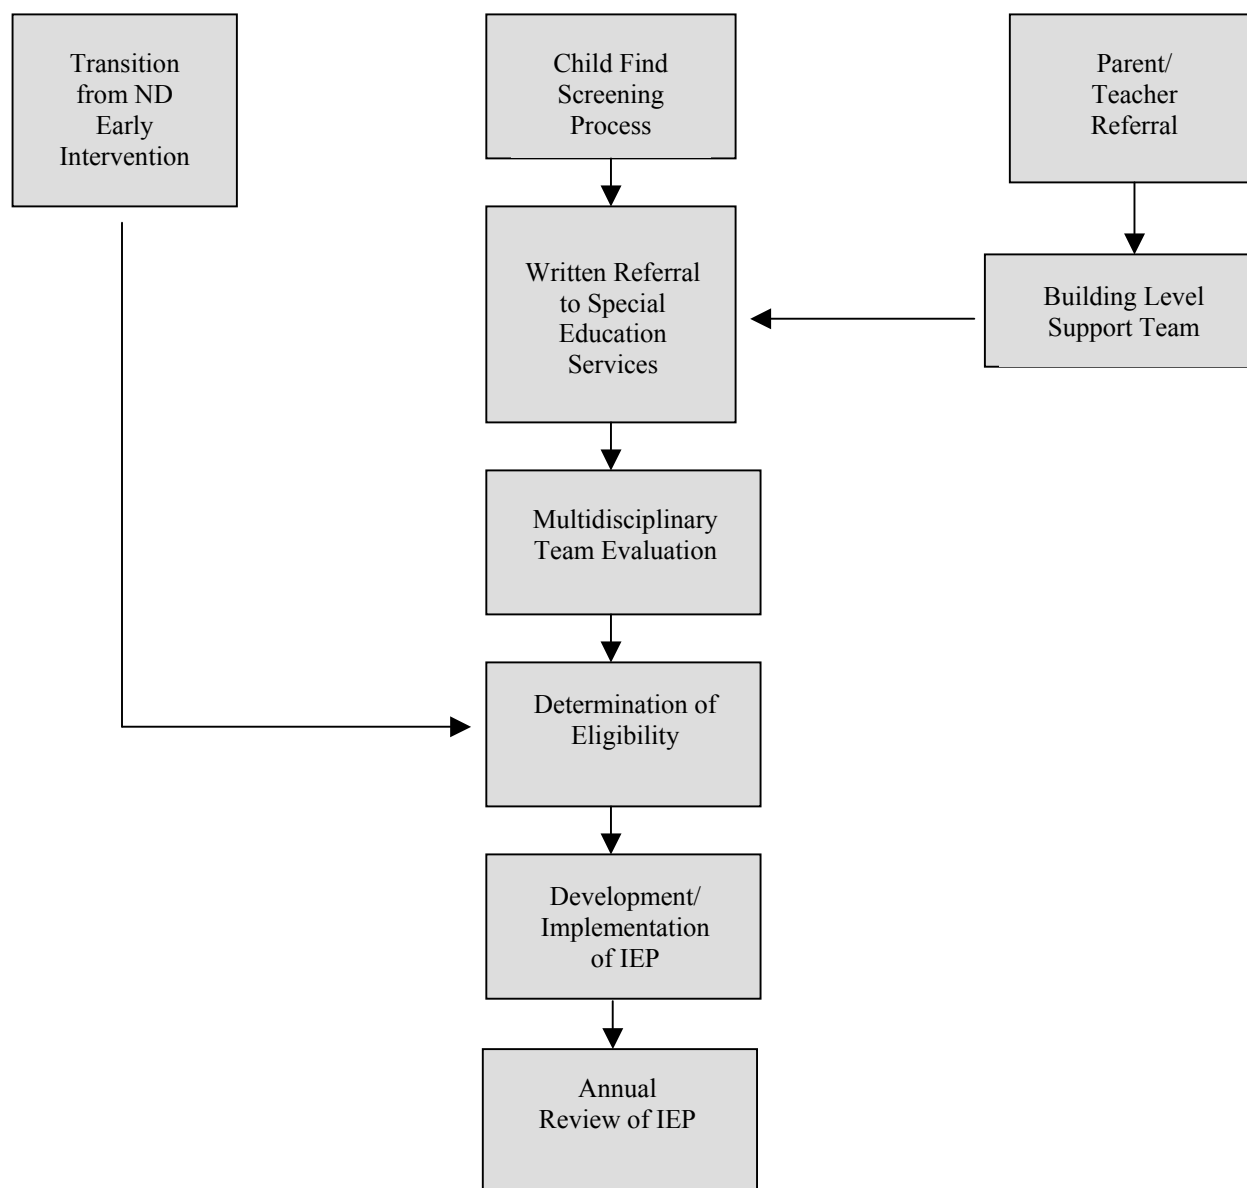 Transition
from ND
Early
Intervention
Child Find
Screening
Process
Parent/
Teacher
Referral
Written Referral
to Special
Education
Services
Building Level
Support Team
Multidisciplinary
Team Evaluation
Determination of
Eligibility
Development/
Implementation
of IEP
Annual
Review of IEP